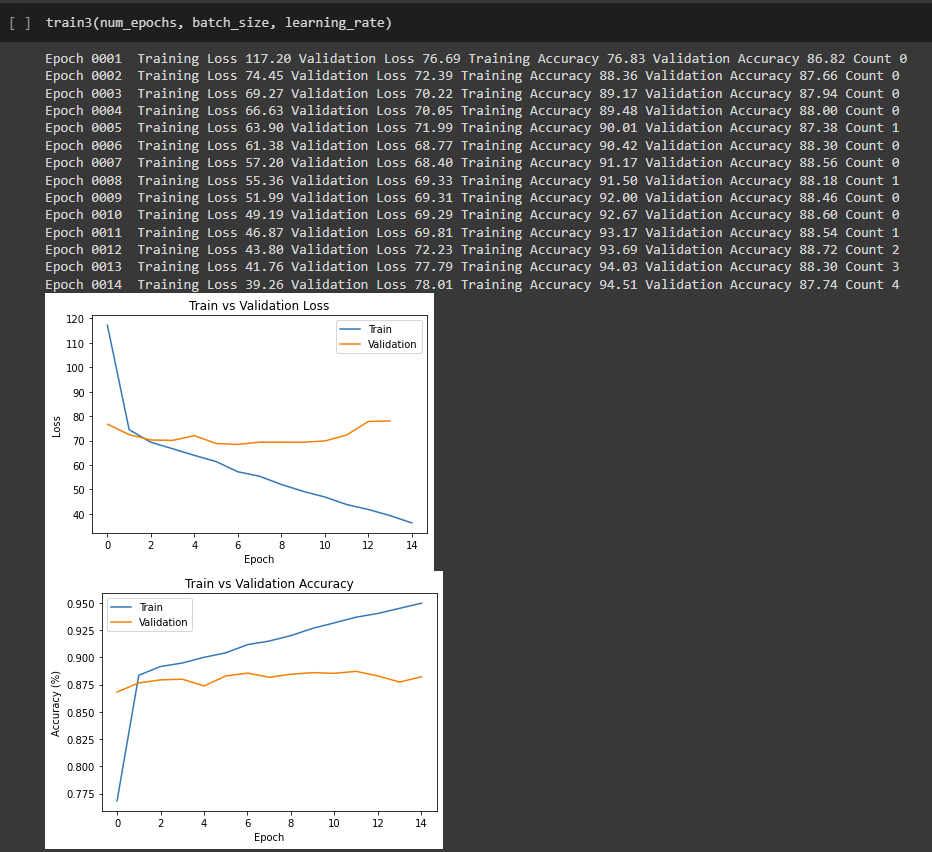 [ ] train3(num_epochs, batch_size, learning_rate)
Epoch 0001  Training Loss 117.20 Validation Loss 76.69 Training Accuracy 76.83 Validation Accuracy 86.82 Count 0
Epoch 0002  Training Loss 74.45 Validation Loss 72.39 Training Accuracy 88.36 Validation Accuracy 87.66 Count 0
Epoch 0003  Training Loss 69.27 Validation Loss 70.22 Training Accuracy 89.17 Validation Accuracy 87.94 Count 0
Epoch 0004  Training Loss 66.63 Validation Loss 70.05 Training Accuracy 89.48 Validation Accuracy 88.00 Count 0
Epoch 0005  Training Loss 63.90 Validation Loss 71.99 Training Accuracy 90.01 Validation Accuracy 87.38 Count 1
Epoch 0006  Training Loss 61.38 Validation Loss 68.77 Training Accuracy 90.42 Validation Accuracy 88.30 Count 0
Epoch 0007  Training Loss 57.20 Validation Loss 68.40 Training Accuracy 91.17 Validation Accuracy 88.56 Count 0
Epoch 0008  Training Loss 55.36 Validation Loss 69.33 Training Accuracy 91.50 Validation Accuracy 88.18 Count 1
Epoch 0009  Training Loss 51.99 Validation Loss 69.31 Training Accuracy 92.00 Validation Accuracy 88.46 Count 0
Epoch 0010  Training Loss 49.19 Validation Loss 69.29 Training Accuracy 92.67 Validation Accuracy 88.60 Count 0
Epoch 0011  Training Loss 46.87 Validation Loss 69.81 Training Accuracy 93.17 Validation Accuracy 88.54 Count 1
Epoch 0012  Training Loss 43.80 Validation Loss 72.23 Training Accuracy 93.69 Validation Accuracy 88.72 Count 2
Epoch 0013  Training Loss 41.76 Validation Loss 77.79 Training Accuracy 94.03 Validation Accuracy 88.30 Count 3
Epoch 0014  Training Loss 39.26 Validation Loss 78.01 Training Accuracy 94.51 Validation Accuracy 87.74 Count 4
Train vs Validation Loss
Train
Validation
Loss
120
110
100
90
80
70
60
50
40
0 2 4 6 8 10 12 14
Epoch
Train vs Validation Accuracy
Train
Validation
Accuracy (%)
0.950
0.925
0.900
0.875
0.850
0.825
0.800
0.775
0 2 4 6 8 10 12 14
Epoch